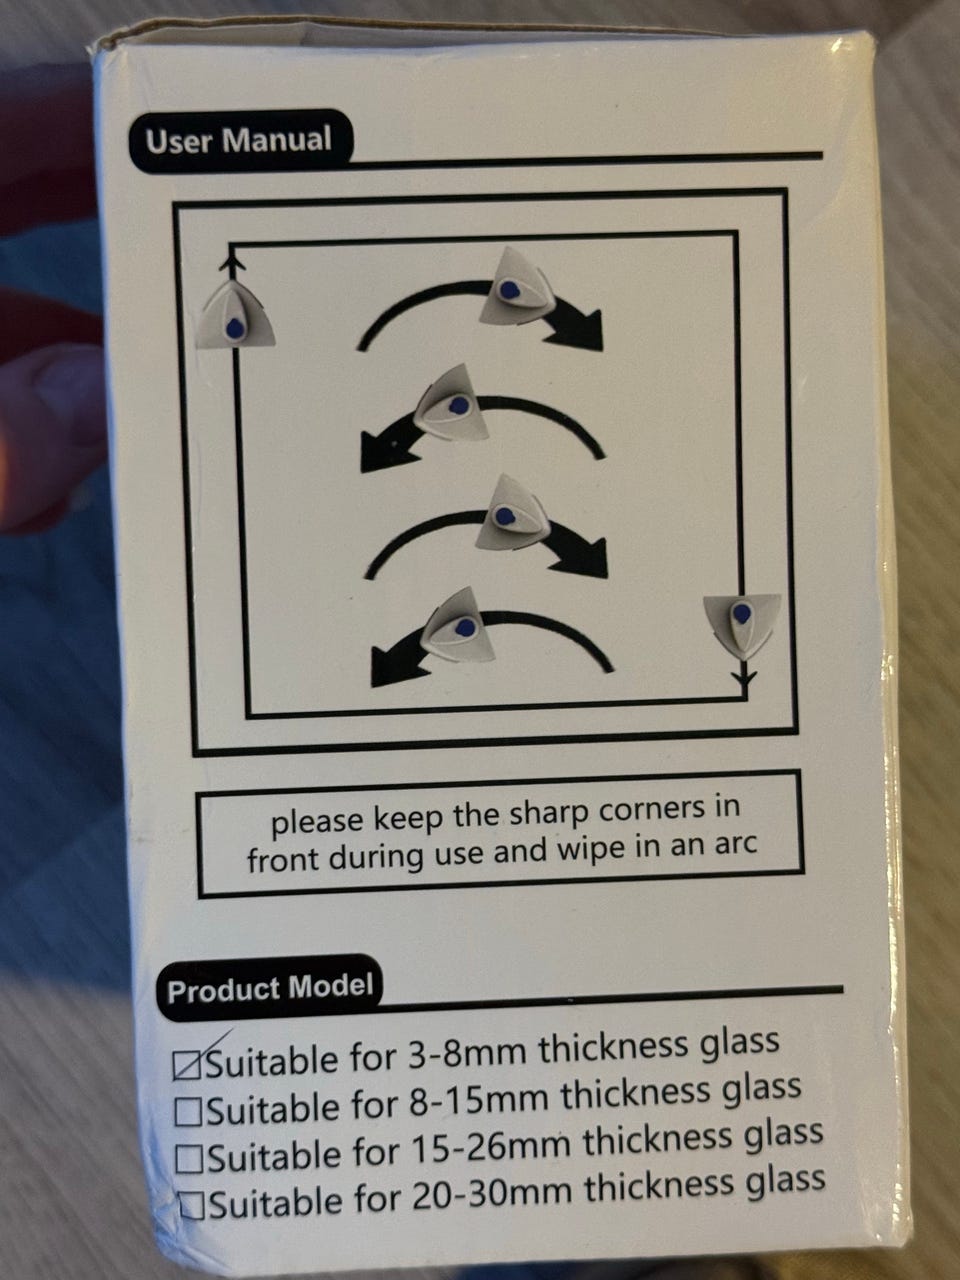 User Manual
please keep the sharp corners in
front during use and wipe in an arc
Product Model
☑Suitable for 3-8mm thickness glass
☐Suitable for 8-15mm thickness glass
☐Suitable for 15-26mm thickness glass
☐Suitable for 20-30mm thickness glass